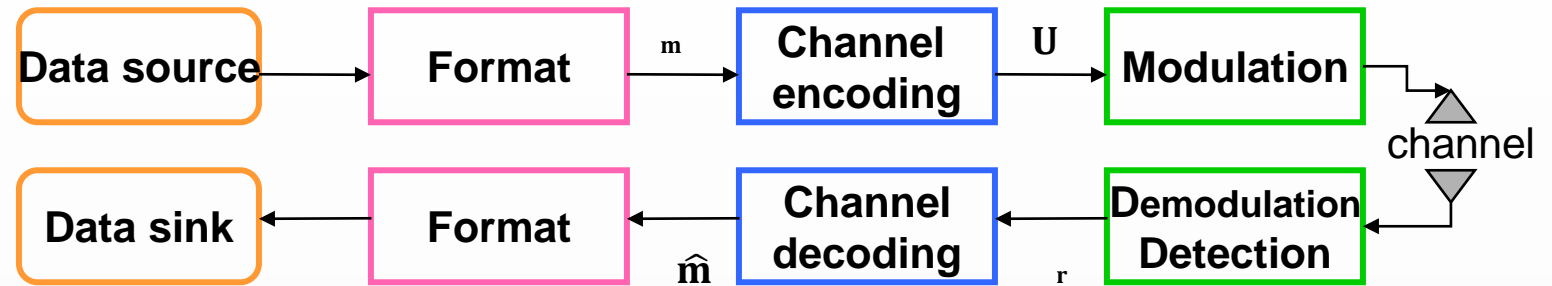 Data source
Format
m
Channel
encoding
U
Modulation
channel
Data sink
Format
m̂
Channel
decoding
r
Demodulation
Detection